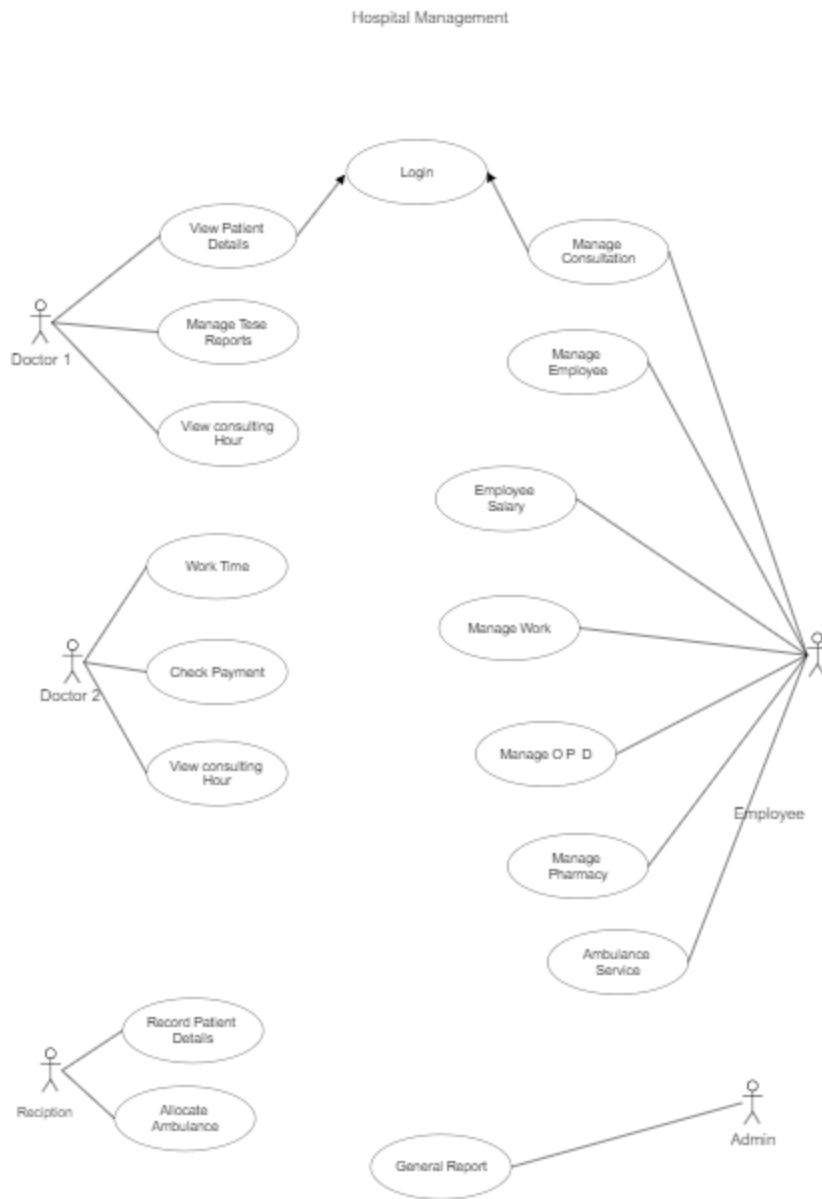 Hospital Management
Login
View Patient
Details
Manage
Consultation
Manage Tese
Reports
Doctor 1
Manage
Employee
View consulting
Hour
Employee
Salary
Work Time
Manage Work
Check Payment
Doctor 2
View consulting
Hour
Manage O P D
Employee
Manage
Pharmacy
Ambulance
Service
Record Patient
Details
Reciption
Allocate
Ambulance
Admin
General Report